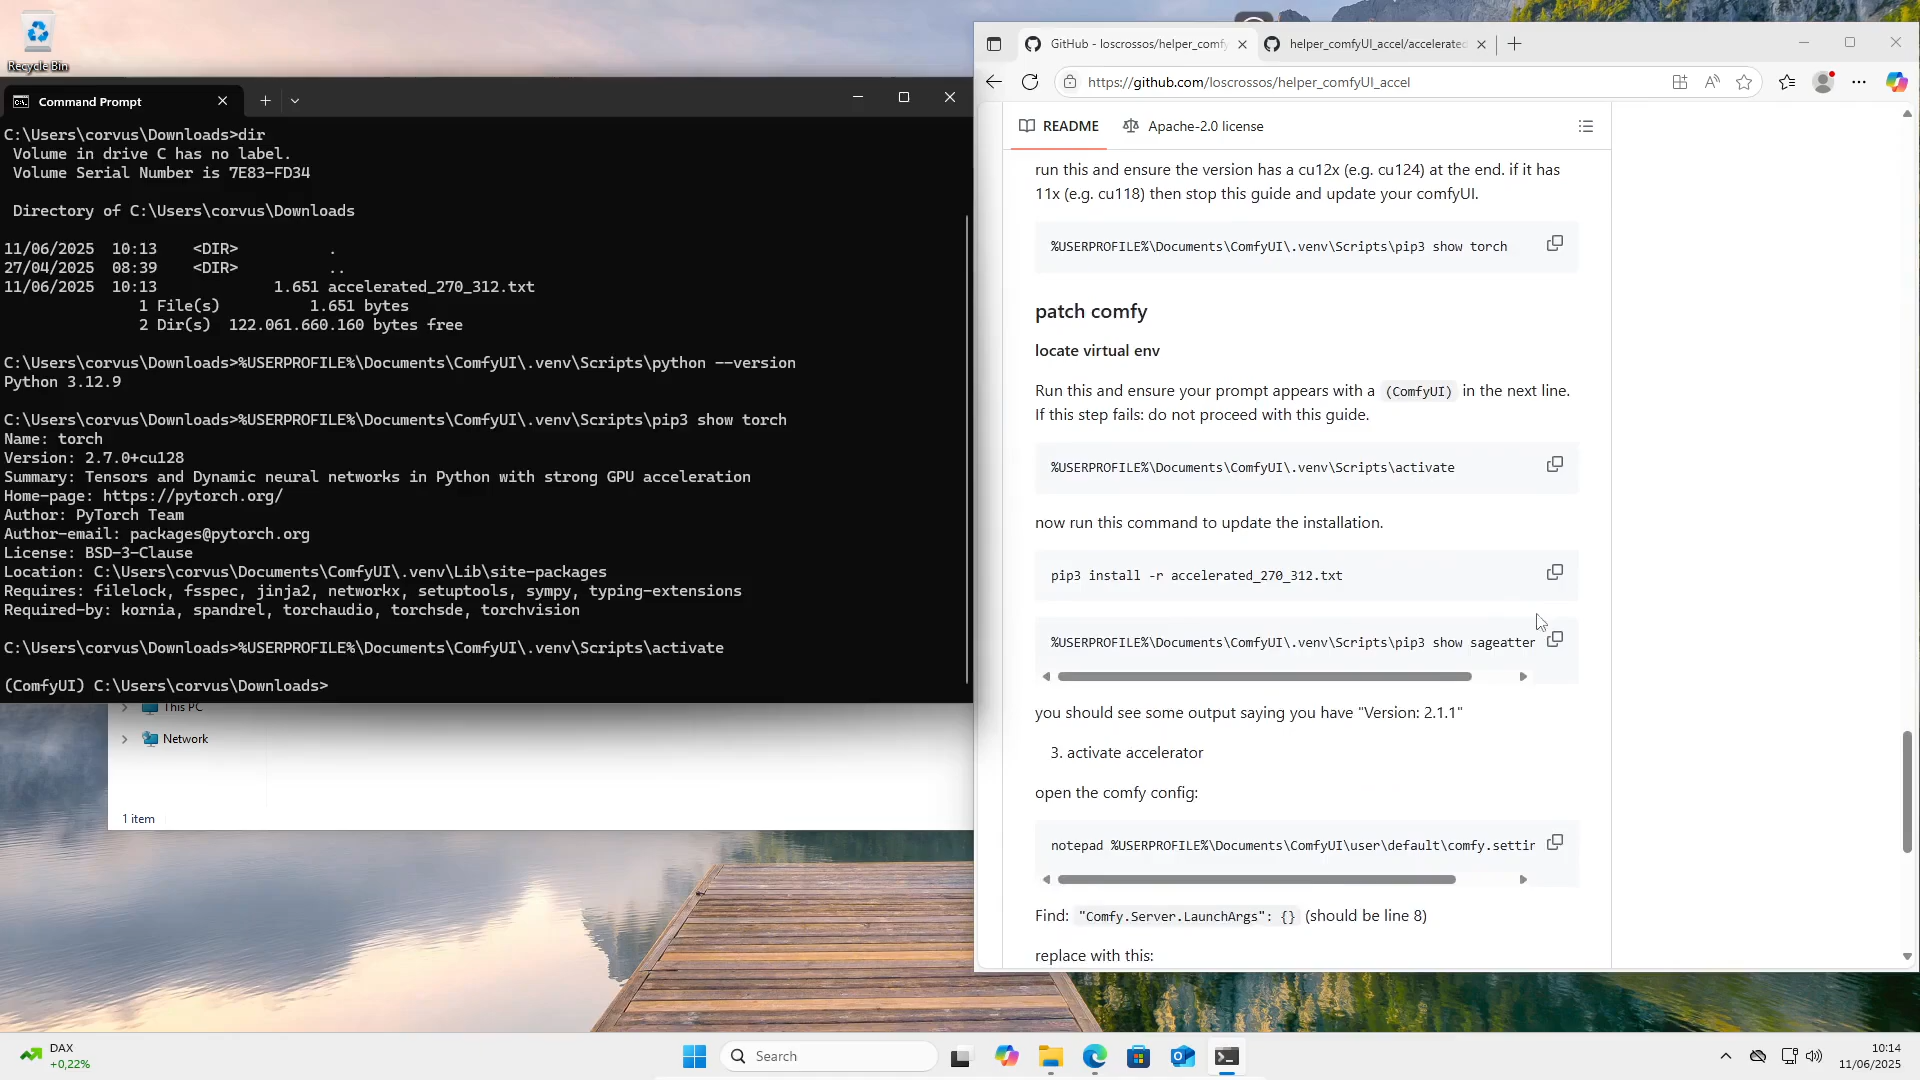 Recycle Bin
Command Prompt
C:\Users\corvus\Downloads>dir
Volume in drive C has no label.
Volume Serial Number is 7E83-FD34
Directory of C:\Users\corvus\Downloads
11/06/2025 10:13 <DIR> .
27/04/2025 08:39 <DIR> ..
11/06/2025 10:13 1.651 accelerated_270_312.txt
1 File(s) 1.651 bytes
2 Dir(s) 122.061.660.160 bytes free
C:\Users\corvus\Downloads>%USERPROFILE%\Documents\ComfyUI\.venv\Scripts\python --version
Python 3.12.9
C:\Users\corvus\Downloads>%USERPROFILE%\Documents\ComfyUI\.venv\Scripts\pip3 show torch
Name: torch
Version: 2.7.0+cu128
Summary: Tensors and Dynamic neural networks in Python with strong GPU acceleration
Home-page: https://pytorch.org/
Author: PyTorch Team
Author-email: packages@pytorch.org
License: BSD-3-Clause
Location: C:\Users\corvus\Documents\ComfyUI\.venv\Lib\site-packages
Requires: filelock, fsspec, jinja2, networkx, setuptools, sympy, typing-extensions
Required-by: kornia, spandrel, torchaudio, torchsde, torchvision
C:\Users\corvus\Downloads>%USERPROFILE%\Documents\ComfyUI\.venv\Scripts\activate
(ComfyUI) C:\Users\corvus\Downloads>
This PC
Network
1 item
GitHub - loscrossos/helper_comfy
helper_comfyUI_accel/accelerated
https://github.com/loscrossos/helper_comfyUI_accel
README
Apache-2.0 license
run this and ensure the version has a cu12x (e.g. cu124) at the end. if it has
11x (e.g. cu118) then stop this guide and update your comfyUI.
%USERPROFILE%\Documents\ComfyUI\.venv\Scripts\pip3 show torch
patch comfy
locate virtual env
Run this and ensure your prompt appears with a (ComfyUI) in the next line.
If this step fails: do not proceed with this guide.
%USERPROFILE%\Documents\ComfyUI\.venv\Scripts\activate
now run this command to update the installation.
pip3 install -r accelerated_270_312.txt
%USERPROFILE%\Documents\ComfyUI\.venv\Scripts\pip3 show sageatten
you should see some output saying you have "Version: 2.1.1"
3. activate accelerator
open the comfy config:
notepad %USERPROFILE%\Documents\ComfyUI\user\default\comfy.settin
Find: "Comfy.Server.LaunchArgs": {} (should be line 8)
replace with this:
DAX
+0,22%
Search
10:14
11/06/2025